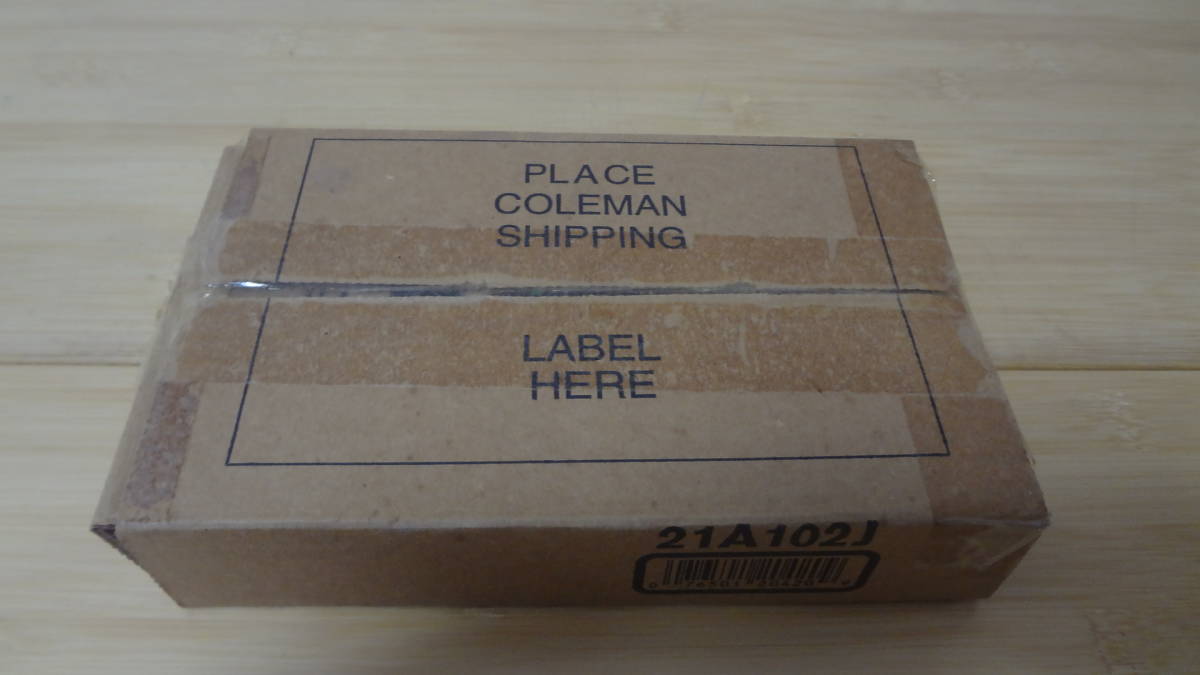 PLACE
COLEMAN
SHIPPING
LABEL
HERE
21A102J